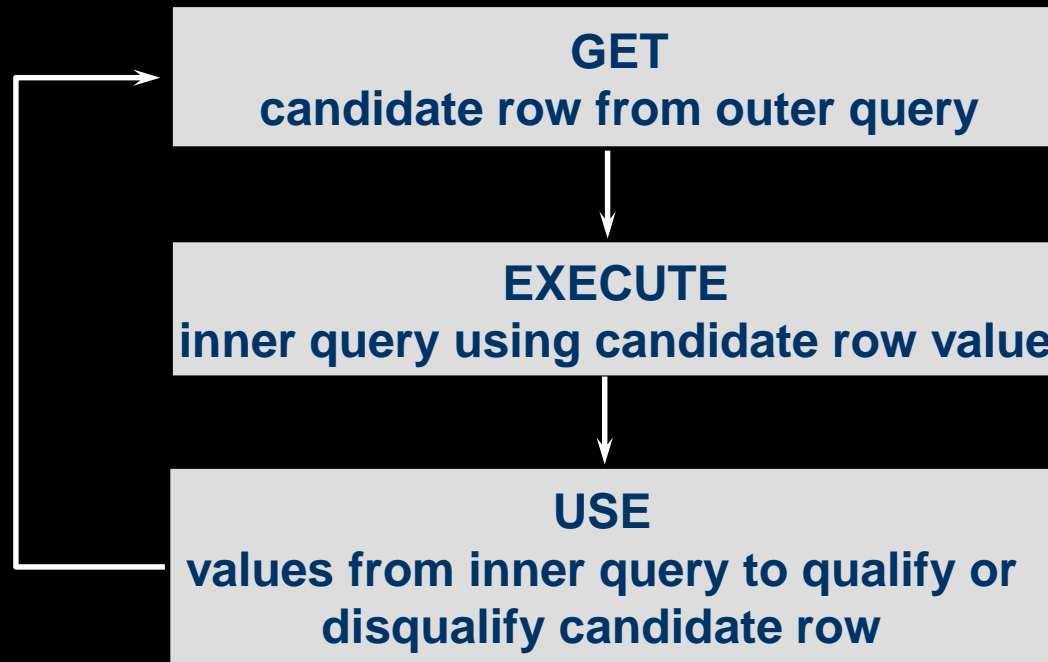 GET
candidate row from outer query
EXECUTE
inner query using candidate row value
USE
values from inner query to qualify or
disqualify candidate row